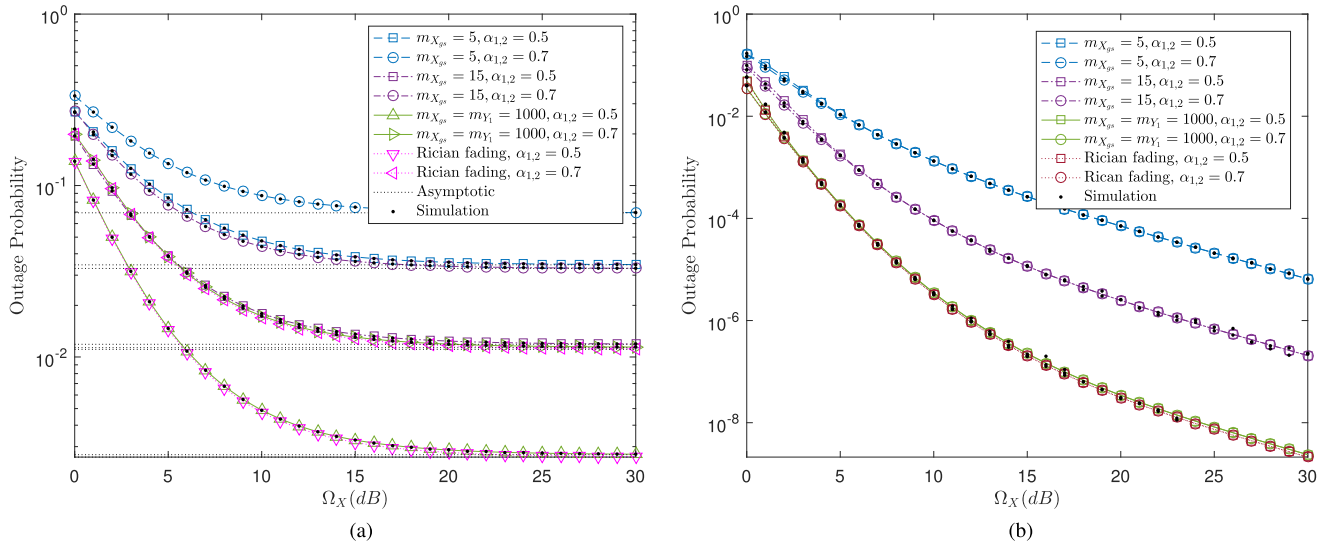 10^0
10^{-1}
10^{-2}
Outage Probability
0 5 10 15 20 25 30
Ω_X(dB)
m_{X_{gs}} = 5, α_{1,2} = 0.5
m_{X_{gs}} = 5, α_{1,2} = 0.7
m_{X_{gs}} = 15, α_{1,2} = 0.5
m_{X_{gs}} = 15, α_{1,2} = 0.7
m_{X_{gs}} = m_{Y_1} = 1000, α_{1,2} = 0.5
m_{X_{gs}} = m_{Y_1} = 1000, α_{1,2} = 0.7
Rician fading, α_{1,2} = 0.5
Rician fading, α_{1,2} = 0.7
Asymptotic
Simulation
(a)
10^0
10^{-2}
10^{-4}
10^{-6}
10^{-8}
Outage Probability
0 5 10 15 20 25 30
Ω_X(dB)
m_{X_{gs}} = 5, α_{1,2} = 0.5
m_{X_{gs}} = 5, α_{1,2} = 0.7
m_{X_{gs}} = 15, α_{1,2} = 0.5
m_{X_{gs}} = 15, α_{1,2} = 0.7
m_{X_{gs}} = m_{Y_1} = 1000, α_{1,2} = 0.5
m_{X_{gs}} = m_{Y_1} = 1000, α_{1,2} = 0.7
Rician fading, α_{1,2} = 0.5
Rician fading, α_{1,2} = 0.7
Simulation
(b)